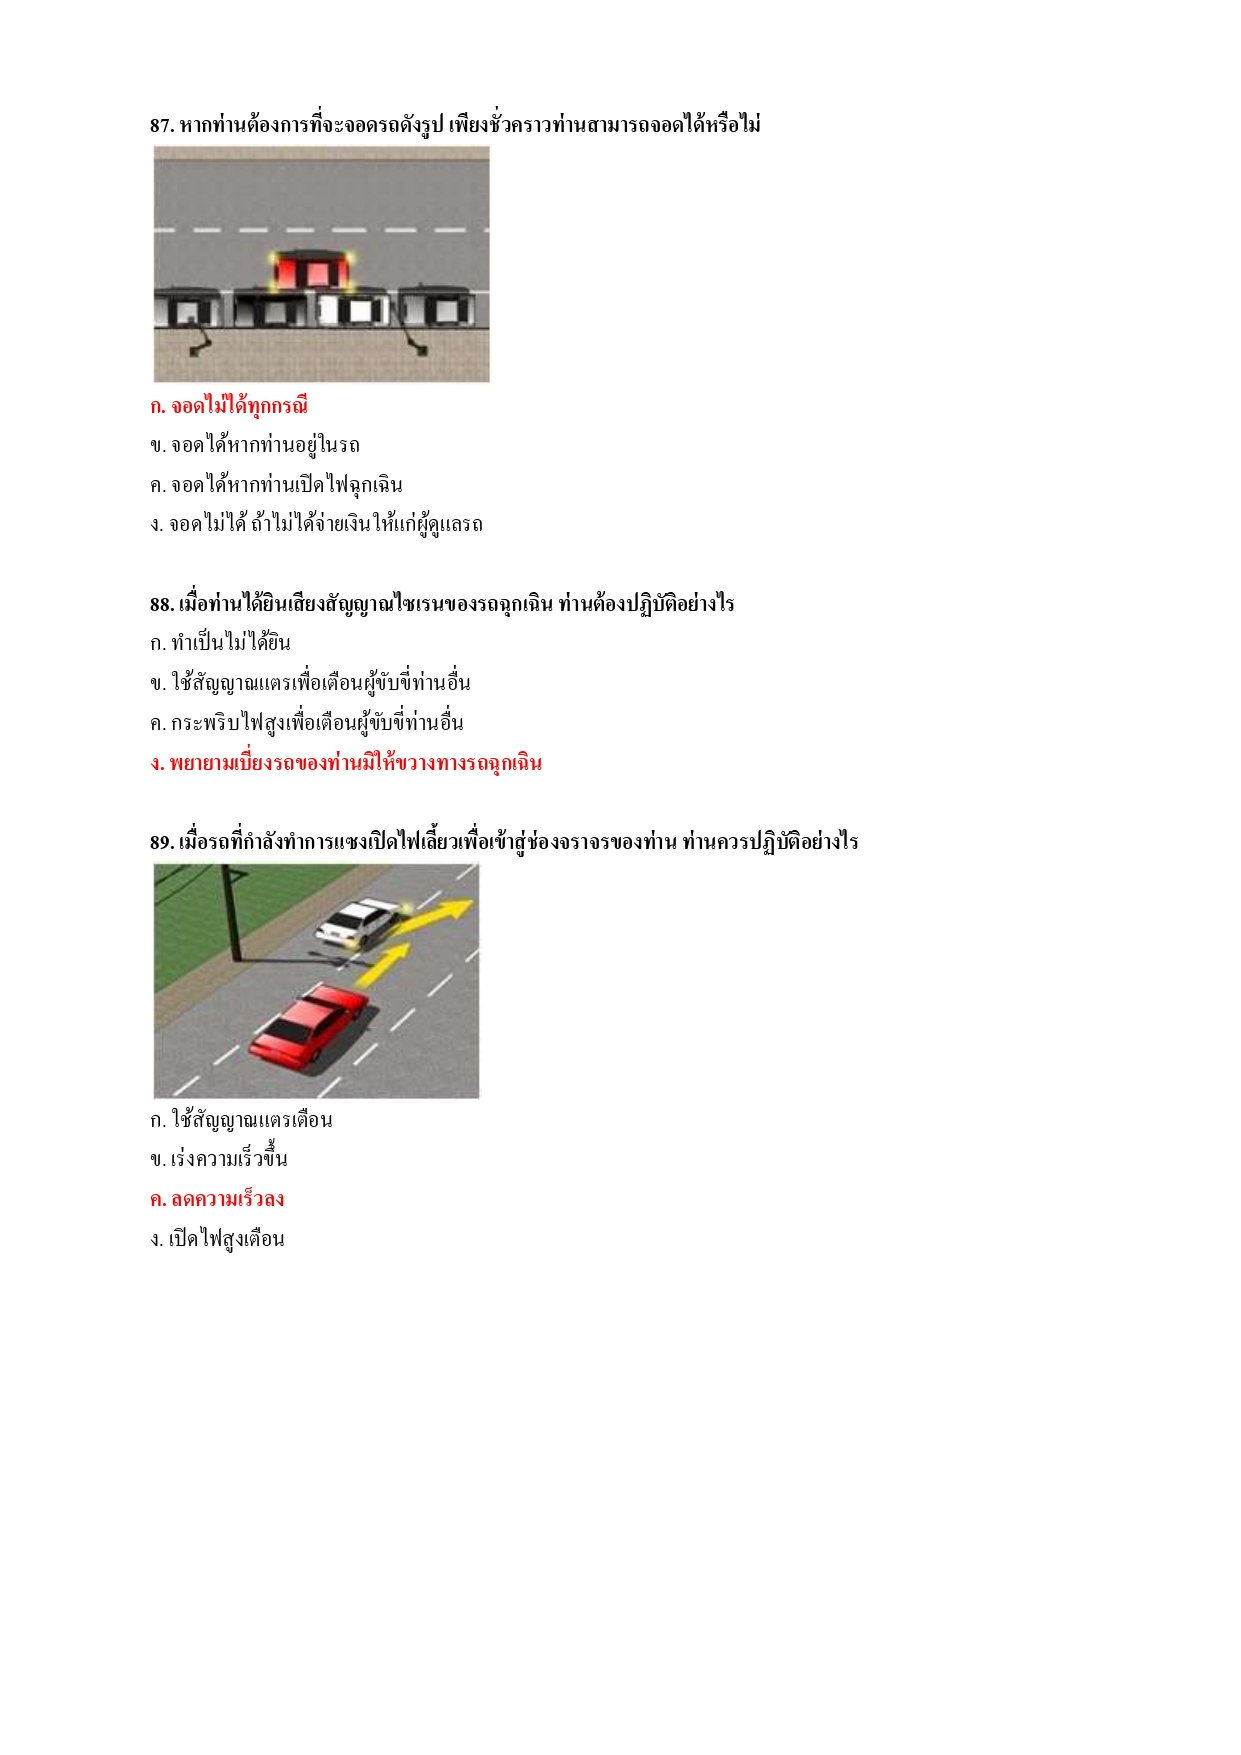 87. หากท่านต้องการที่จะจอดรถดังรูป เพียงชั่วคราวท่านสามารถจอดได้หรือไม่
ก. จอดไม่ได้ทุกกรณี
ข. จอดได้หากท่านอยู่ในรถ
ค. จอดได้หากท่านเปิดไฟฉุกเฉิน
ง. จอดไม่ได้ ถ้าไม่ได้จ่ายเงินให้แก่ผู้ดูแลรถ
88. เมื่อท่านได้ยินเสียงสัญญาณไซเรนของรถฉุกเฉิน ท่านต้องปฏิบัติอย่างไร
ก. ทำเป็นไม่ได้ยิน
ข. ใช้สัญญาณแตรเพื่อเตือนผู้ขับขี่ท่านอื่น
ค. กระพริบไฟสูงเพื่อเตือนผู้ขับขี่ท่านอื่น
ง. พยายามเบี่ยงรถของท่านมิให้ขวางทางรถฉุกเฉิน
89. เมื่อรถที่กำลังทำการแซงเปิดไฟเลี้ยวเพื่อเข้าสู่ช่องจราจรของท่าน ท่านควรปฏิบัติอย่างไร
ก. ใช้สัญญาณแตรเตือน
ข. เร่งความเร็วขึ้น
ค. ลดความเร็วลง
ง. เปิดไฟสูงเตือน